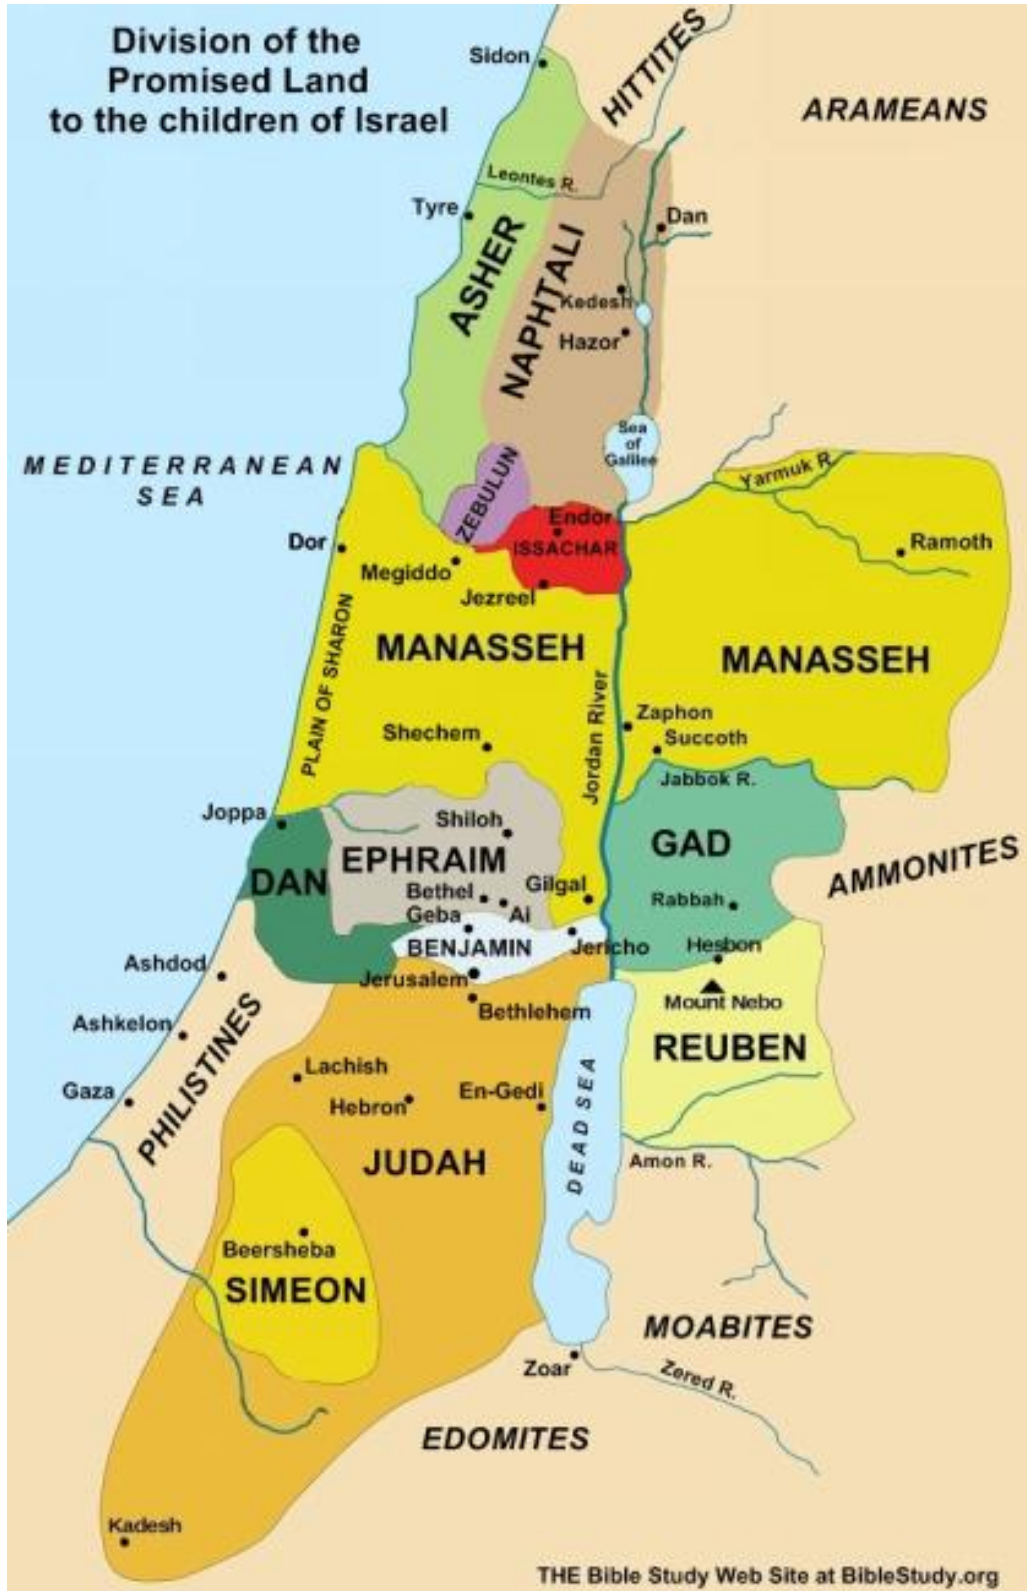 Division of the
Promised Land
to the children of Israel
Sidon
HITTITES
ARAMEANS
Leontes R.
Tyre
Dan
ASHER
NAPHTALI
Kedesh
Hazor
Sea
of
Galilee
MEDITERRANEAN
SEA
ZEBULUN
Yarmuk R
Endor
Dor
ISSACHAR
Ramoth
Megiddo
Jezreel
PLAIN OF SHARON
MANASSEH
MANASSEH
Jordan River
Zaphon
Shechem
Succoth
Jabbok R.
Joppa
Shiloh
GAD
EPHRAIM
AMMONITES
DAN
Bethel
Gilgal
Rabbah
Geba
Ai
BENJAMIN
Jericho
Hesbon
Ashdod
Jerusalem
Mount Nebo
Bethlehem
Ashkelon
PHILISTINES
REUBEN
Lachish
DEAD SEA
Gaza
En-Gedi
Hebron
JUDAH
Amon R.
Beersheba
SIMEON
MOABITES
Zoar
Zered R.
EDOMITES
Kadesh
THE Bible Study Web Site at BibleStudy.org